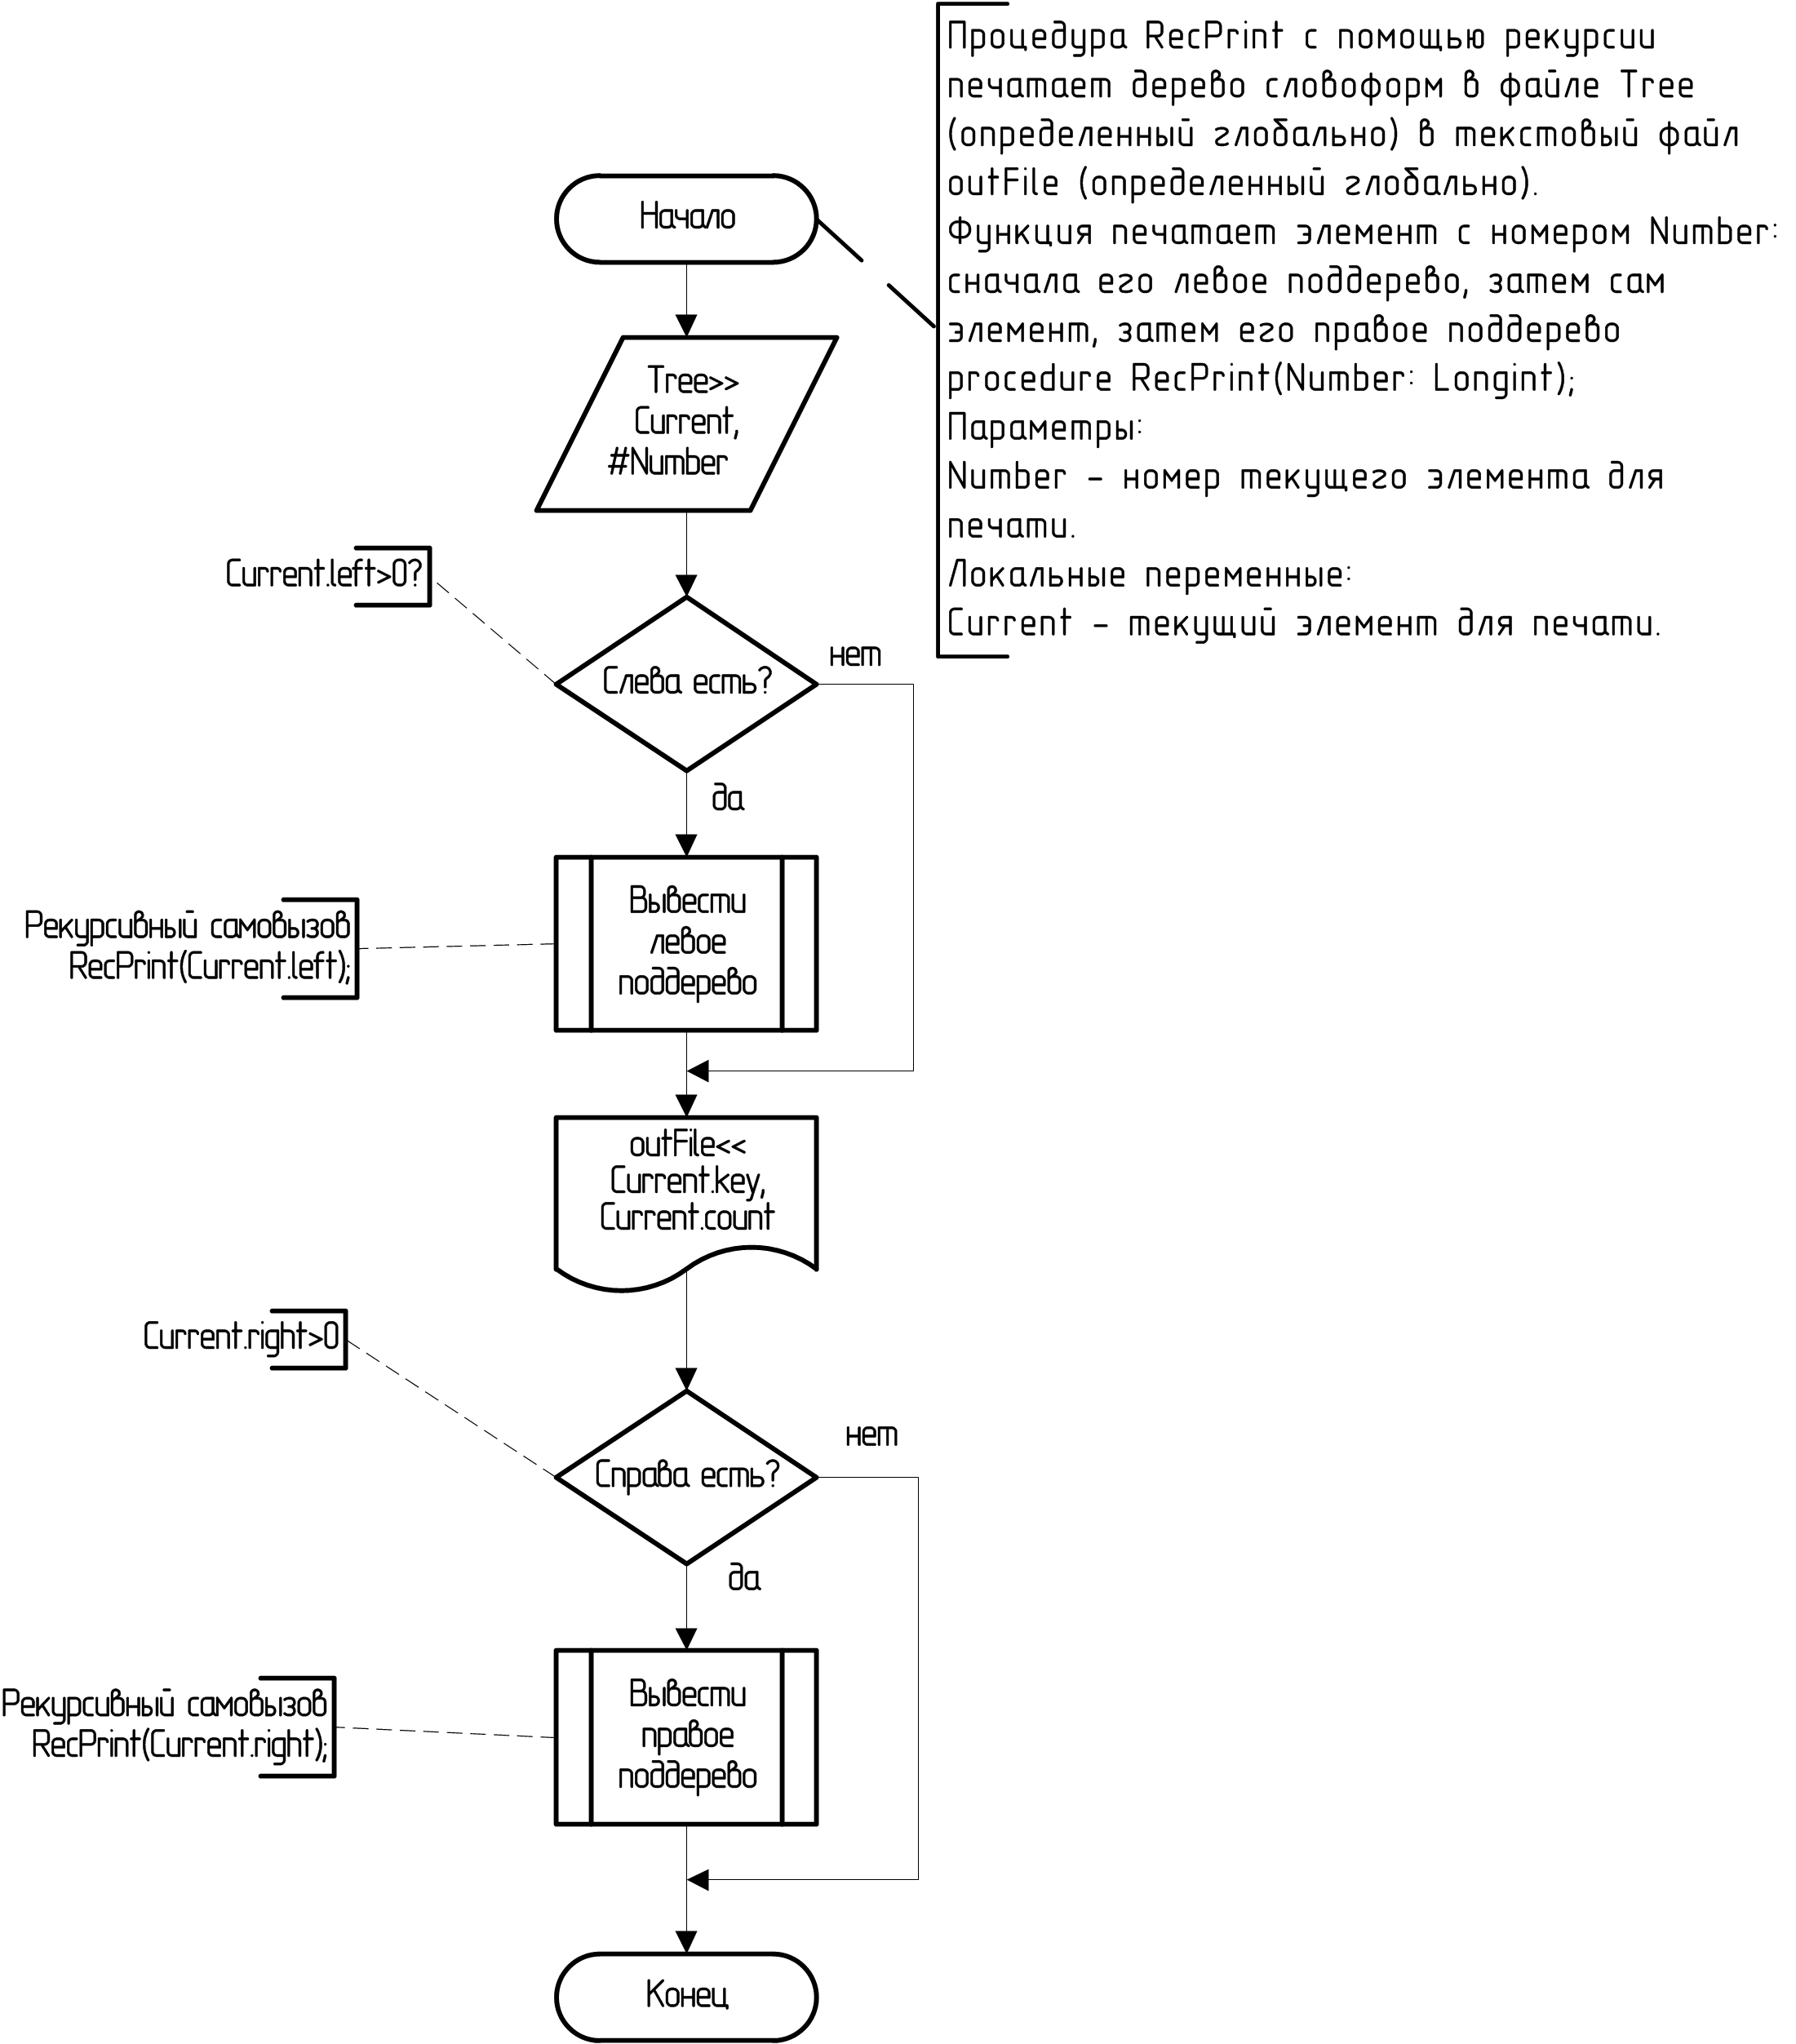 Процедура RecPrint с помощью рекурсии
печатает дерево словоформ в файле Tree
(определенный глобально) в текстовый файл
outFile (определенный глобально).
Функция печатает элемент с номером Number:
сначала его левое поддерево, затем сам
элемент, затем его правое поддерево
procedure RecPrint(Number: Longint);
Параметры:
Number - номер текущего элемента для
печати.
Локальные переменные:
Current - текущий элемент для печати.
Начало
Tree>>
Current,
#Number
Current.left>0?
Слева есть?
нет
да
Вывести
левое
поддерево
Рекурсивный самовызов
RecPrint(Current.left);
outFile<<
Current.key,
Current.count
Current.right>0
Справа есть?
нет
да
Вывести
правое
поддерево
Рекурсивный самовызов
RecPrint(Current.right);
Конец